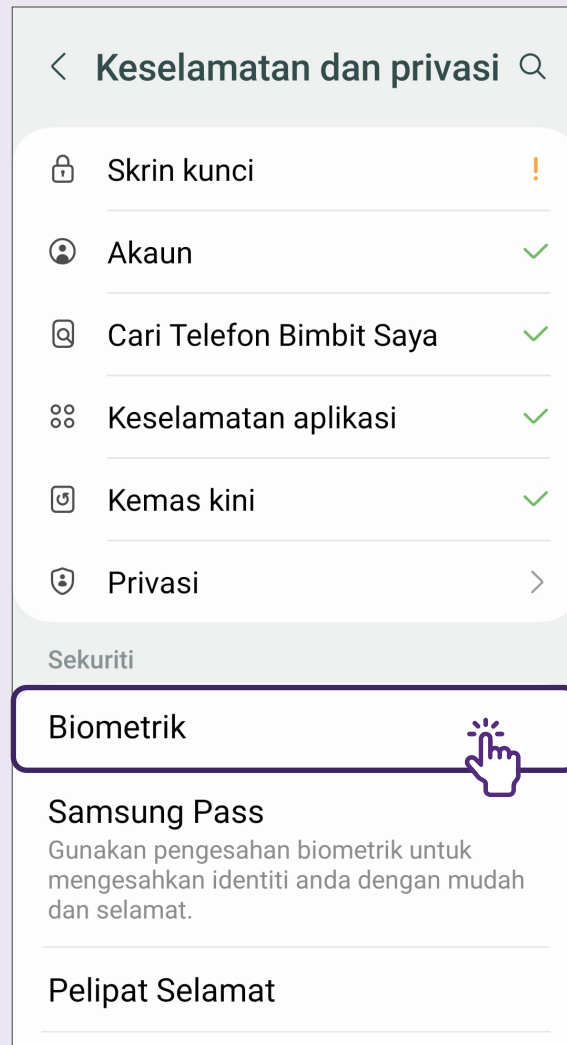 Keselamatan dan privasi
Skrin kunci
Akaun
Cari Telefon Bimbit Saya
Keselamatan aplikasi
Kemas kini
Privasi
Sekuriti
Biometrik
Samsung Pass
Gunakan pengesahan biometrik untuk
mengesahkan identiti anda dengan mudah
dan selamat.
Pelipat Selamat